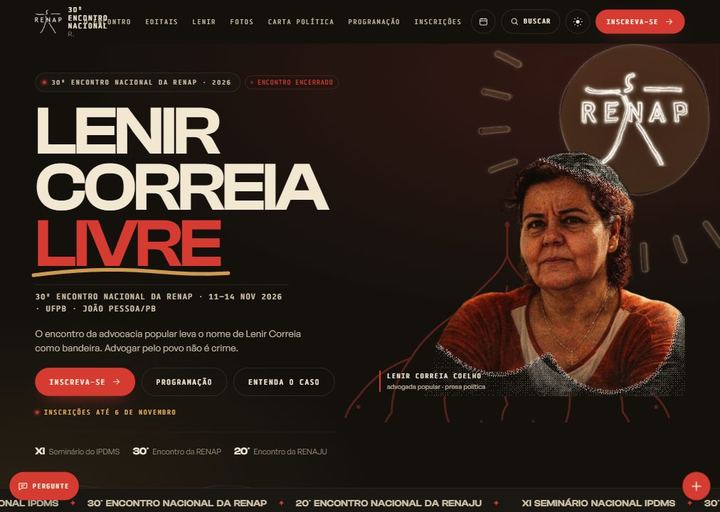 RENAP
30º
ENCONTRO
NACIONAL
R.
EDITAIS
LENIR
FOTOS
CARTA POLÍTICA
PROGRAMAÇÃO
INSCRIÇÕES
BUSCAR
INSCREVA-SE →
30º ENCONTRO NACIONAL DA RENAP · 2026
ENCONTRO ENCERRADO
RENAP
LENIR
CORREIA
LIVRE
30º ENCONTRO NACIONAL DA RENAP · 11–14 NOV 2026
· UFPB · JOÃO PESSOA/PB
O encontro da advocacia popular leva o nome de Lenir Correia
como bandeira. Advogar pelo povo não é crime.
INSCREVA-SE →
PROGRAMAÇÃO
ENTENDA O CASO
LENIR CORREIA COELHO
advogada popular · presa política
INSCRIÇÕES ATÉ 6 DE NOVEMBRO
XI Seminário do IPDMS
30º Encontro da RENAP
20º Encontro da RENAJU
PERGUNTE
ONAL IPDMS ✦ 30º ENCONTRO NACIONAL DA RENAP ✦ 20º ENCONTRO NACIONAL DA RENAJU ✦ XI SEMINÁRIO NACIONAL IPDMS ✦ 30º